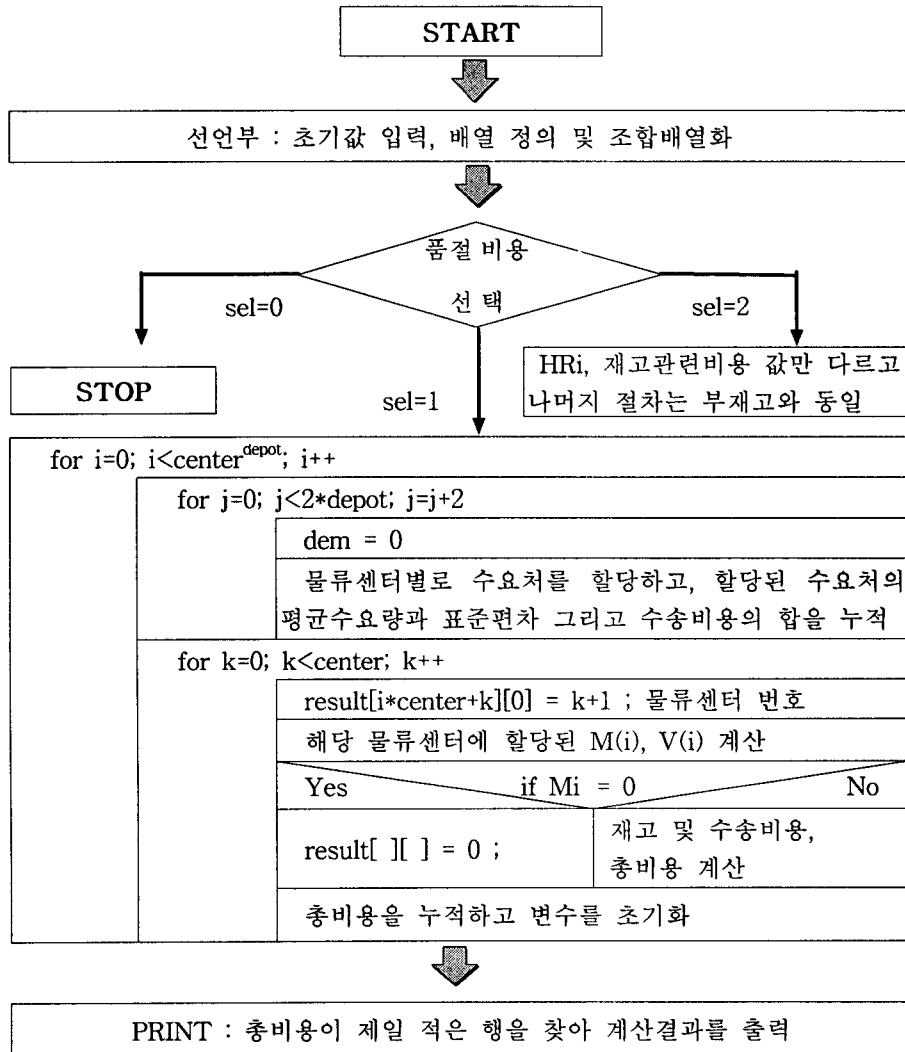 START
선언부 : 초기값 입력, 배열 정의 및 조합배열화
품절 비용
선 택
sel=0
sel=2
STOP
sel=1
HRi, 재고관련비용 값만 다르고
나머지 절차는 부재고와 동일
for i=0; i<center^depot; i++
for j=0; j<2*depot; j=j+2
dem = 0
물류센터별로 수요처를 할당하고, 할당된 수요처의
평균수요량과 표준편차 그리고 수송비용의 합을 누적
for k=0; k<center; k++
result[i*center+k][0] = k+1 ; 물류센터 번호
해당 물류센터에 할당된 M(i), V(i) 계산
Yes if Mi = 0 No
result[ ][ ] = 0 ;
재고 및 수송비용,
총비용 계산
총비용을 누적하고 변수를 초기화
PRINT : 총비용이 제일 적은 행을 찾아 계산결과를 출력